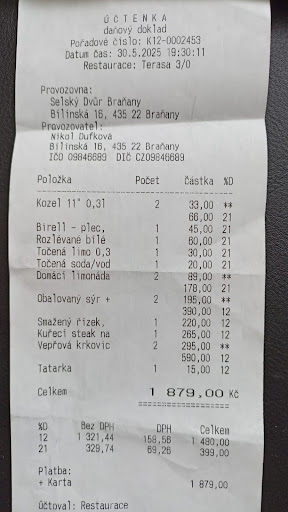 ÚČTENKA
daňový doklad
Pořadové číslo: K12-0002453
Datum čas: 30.5.2025 19:30:11
Restaurace: Terasa 3/0
Provozovna:
Selský Dvůr Braňany
Bílinská 16, 435 22 Braňany
Provozovatel:
Nikol Dufková
Bílinská 16, 435 22 Braňany
IČO 09846689 DIČ CZ09846689
Položka Počet Částka %D
Kozel 11° 0,3l 2 33,00 **
66,00 21
Birell - plec, 1 45,00 21
Rozlévané bílé 1 60,00 21
Točená limo 0,3 1 30,00 21
Točená soda/vod 1 20,00 21
Domácí limonáda 2 89,00 **
178,00 21
Obalovaný sýr + 2 195,00 **
390,00 12
Smažený řízek, 1 220,00 12
Kuřecí steak na 1 265,00 12
Vepřová krkovic 2 295,00 **
590,00 12
Tatarka 1 15,00 12
Celkem 1 879,00 Kč
%D Bez DPH DPH Celkem
12 1 321,44 158,56 1 480,00
21 329,74 69,26 399,00
Platba:
+ Karta 1 879,00
Účtoval: Restaurace